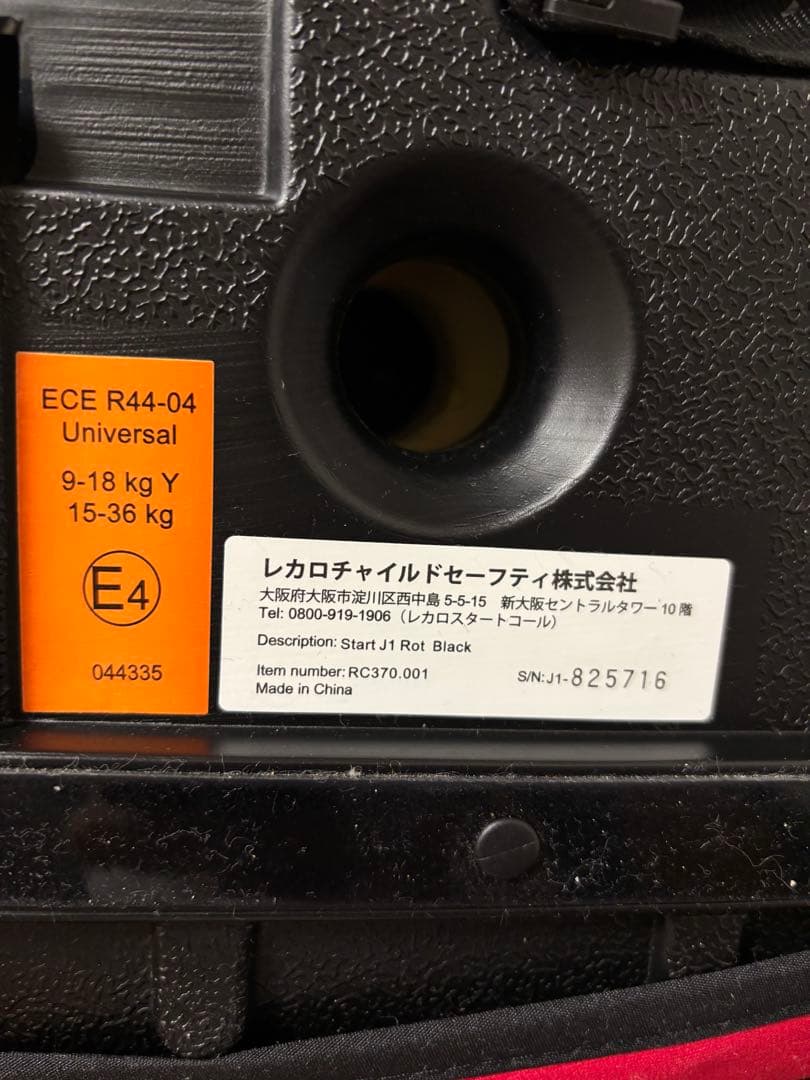 ECE R44-04
Universal
9-18 kg Y
15-36 kg
E4
044335
レカロチャイルドセーフティ株式会社
大阪府大阪市淀川区西中島 5-5-15　新大阪セントラルタワー 10 階
Tel: 0800-919-1906（レカロスタートコール）
Description: Start J1 Rot Black
Item number: RC370.001 S/N: J1-825716
Made in China